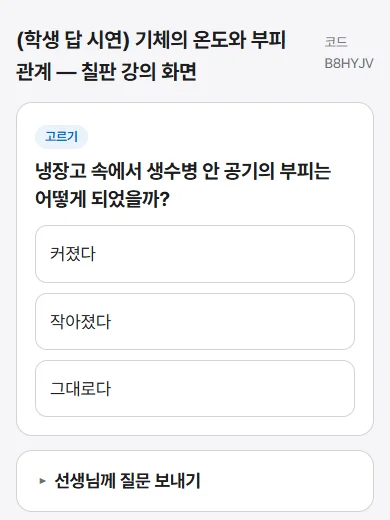 (학생 답 시연) 기체의 온도와 부피
관계 — 칠판 강의 화면
코드
B8HYJV
고르기
냉장고 속에서 생수병 안 공기의 부피는
어떻게 되었을까?
커졌다
작아졌다
그대로다
▸ 선생님께 질문 보내기